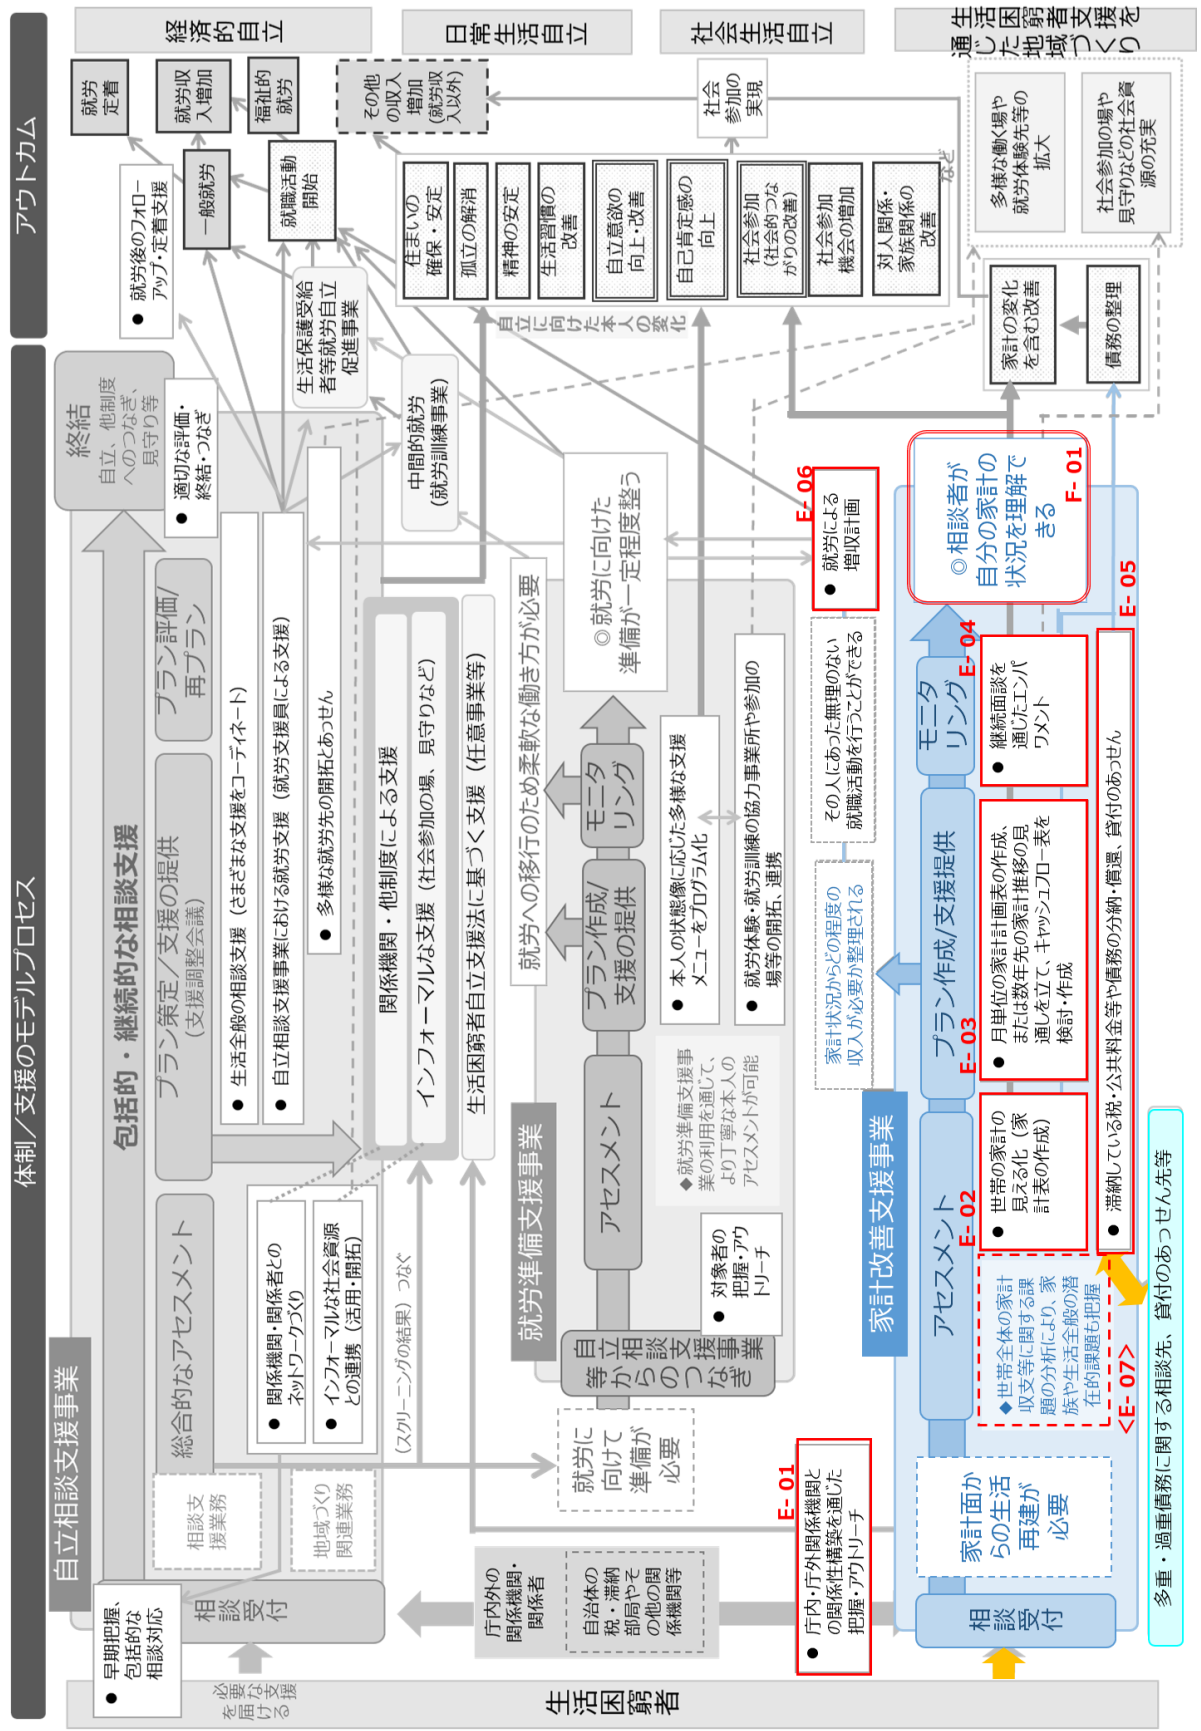 体制／支援のモデルプロセス
アウトカム
生活困窮者
必要な支援
を届ける
自立相談支援事業
● 早期把握、
包括的な
相談対応
相談
受付
包括的・継続的な相談支援
相談支
援業務
地域づくり
関連業務
総合的なアセスメント
プラン策定／支援の提供
（支援調整会議）
プラン評価/
再プラン
終結
自立、他制度
へのつなぎ、
見守り等
● 適切な評価・
終結・つなぎ
● 生活全般の相談支援（さまざまな支援をコーディネート）
● 自立相談支援事業における就労支援（就労支援員による支援）
● 多様な就労先の開拓あっせん
● 関係機関・関係者との
ネットワークづくり
● インフォーマルな社会資源
との連携（活用・開拓）
関係機関・他制度による支援
インフォーマルな支援（社会参加の場、見守りなど）
生活困窮者自立支援法に基づく支援（任意事業等）
（スクリーニングの結果）つなぐ
庁内外の
関係機関・
関係者
自治体の
税・滞納
部局やそ
の他の関
係機関等
就労準備支援事業
就労に
向けて
準備が
必要
自立相談支援事業
等からのつなぎ
● 対象者の
把握・アウ
トリーチ
アセスメント
プラン作成/
支援の提供
モニタ
リング
就労への移行のため柔軟な働き方が必要
◆就労準備支援事
業の利用を通じて、
より丁寧な本人の
アセスメントが可能
● 本人の状態像に応じた多様な支援
メニューをプログラム化
● 就労体験・就労訓練の協力事業所や参加の
場等の開拓、連携
◎就労に向けた
準備が一定程度整う
中間的就労
（就労訓練事業）
生活保護受給
者等就労自立
促進事業
● 就労後のフォロー
アップ・定着支援
E- 01
● 庁内・庁外関係機関と
の関係性構築を通じた
把握・アウトリーチ
家計改善支援事業
相談
受付
家計面か
らの生活
再建が
必要
アセスメント
プラン作成/支援提供
モニタ
リング
家計状況からどの程度の
収入が必要か整理される
その人にあった無理のない
就職活動を行うことができる
E- 06
● 就労による
増収計画
◆世帯全体の家計
収支等に関する課
題の分析により、家
族や生活全般の潜
在的課題も把握
<E- 07>
E- 02
● 世帯の家計の
見える化（家
計表の作成）
E- 03
● 月単位の家計計画表の作成、
または数年先の家計推移の見
通しを立て、キャッシュフロー表を
検討・作成
E- 04
● 継続面談を
通じたエンパ
ワメント
E- 05
● 滞納している税・公共料金等や債務の分納・償還、貸付のあっせん
◎相談者が
自分の家計の
状況を理解で
きる
F- 01
多重・過重債務に関する相談先、貸付のあっせん先等
経済的自立
就労
定着
就労収
入増加
福祉的
就労
一般就労
就職活動
開始
日常生活自立
その他
の収入
増加
（就労収
入以外）
社会生活自立
社会
参加の
実現
自立に向けた本人の変化
住まいの
確保・安定
孤立の解消
精神の安定
生活習慣の
改善
自立意欲の
向上・改善
自己肯定感の
向上
社会参加
（社会的つな
がりの改善）
社会参加
機会の増加
対人関係・
家族関係の
改善
など
家計の変化
を含む改善
債務の整理
生活困窮者支援を
通じた地域づくり
多様な働く場や
就労体験先等の
拡大
社会参加の場や
見守りなどの社会資
源の充実